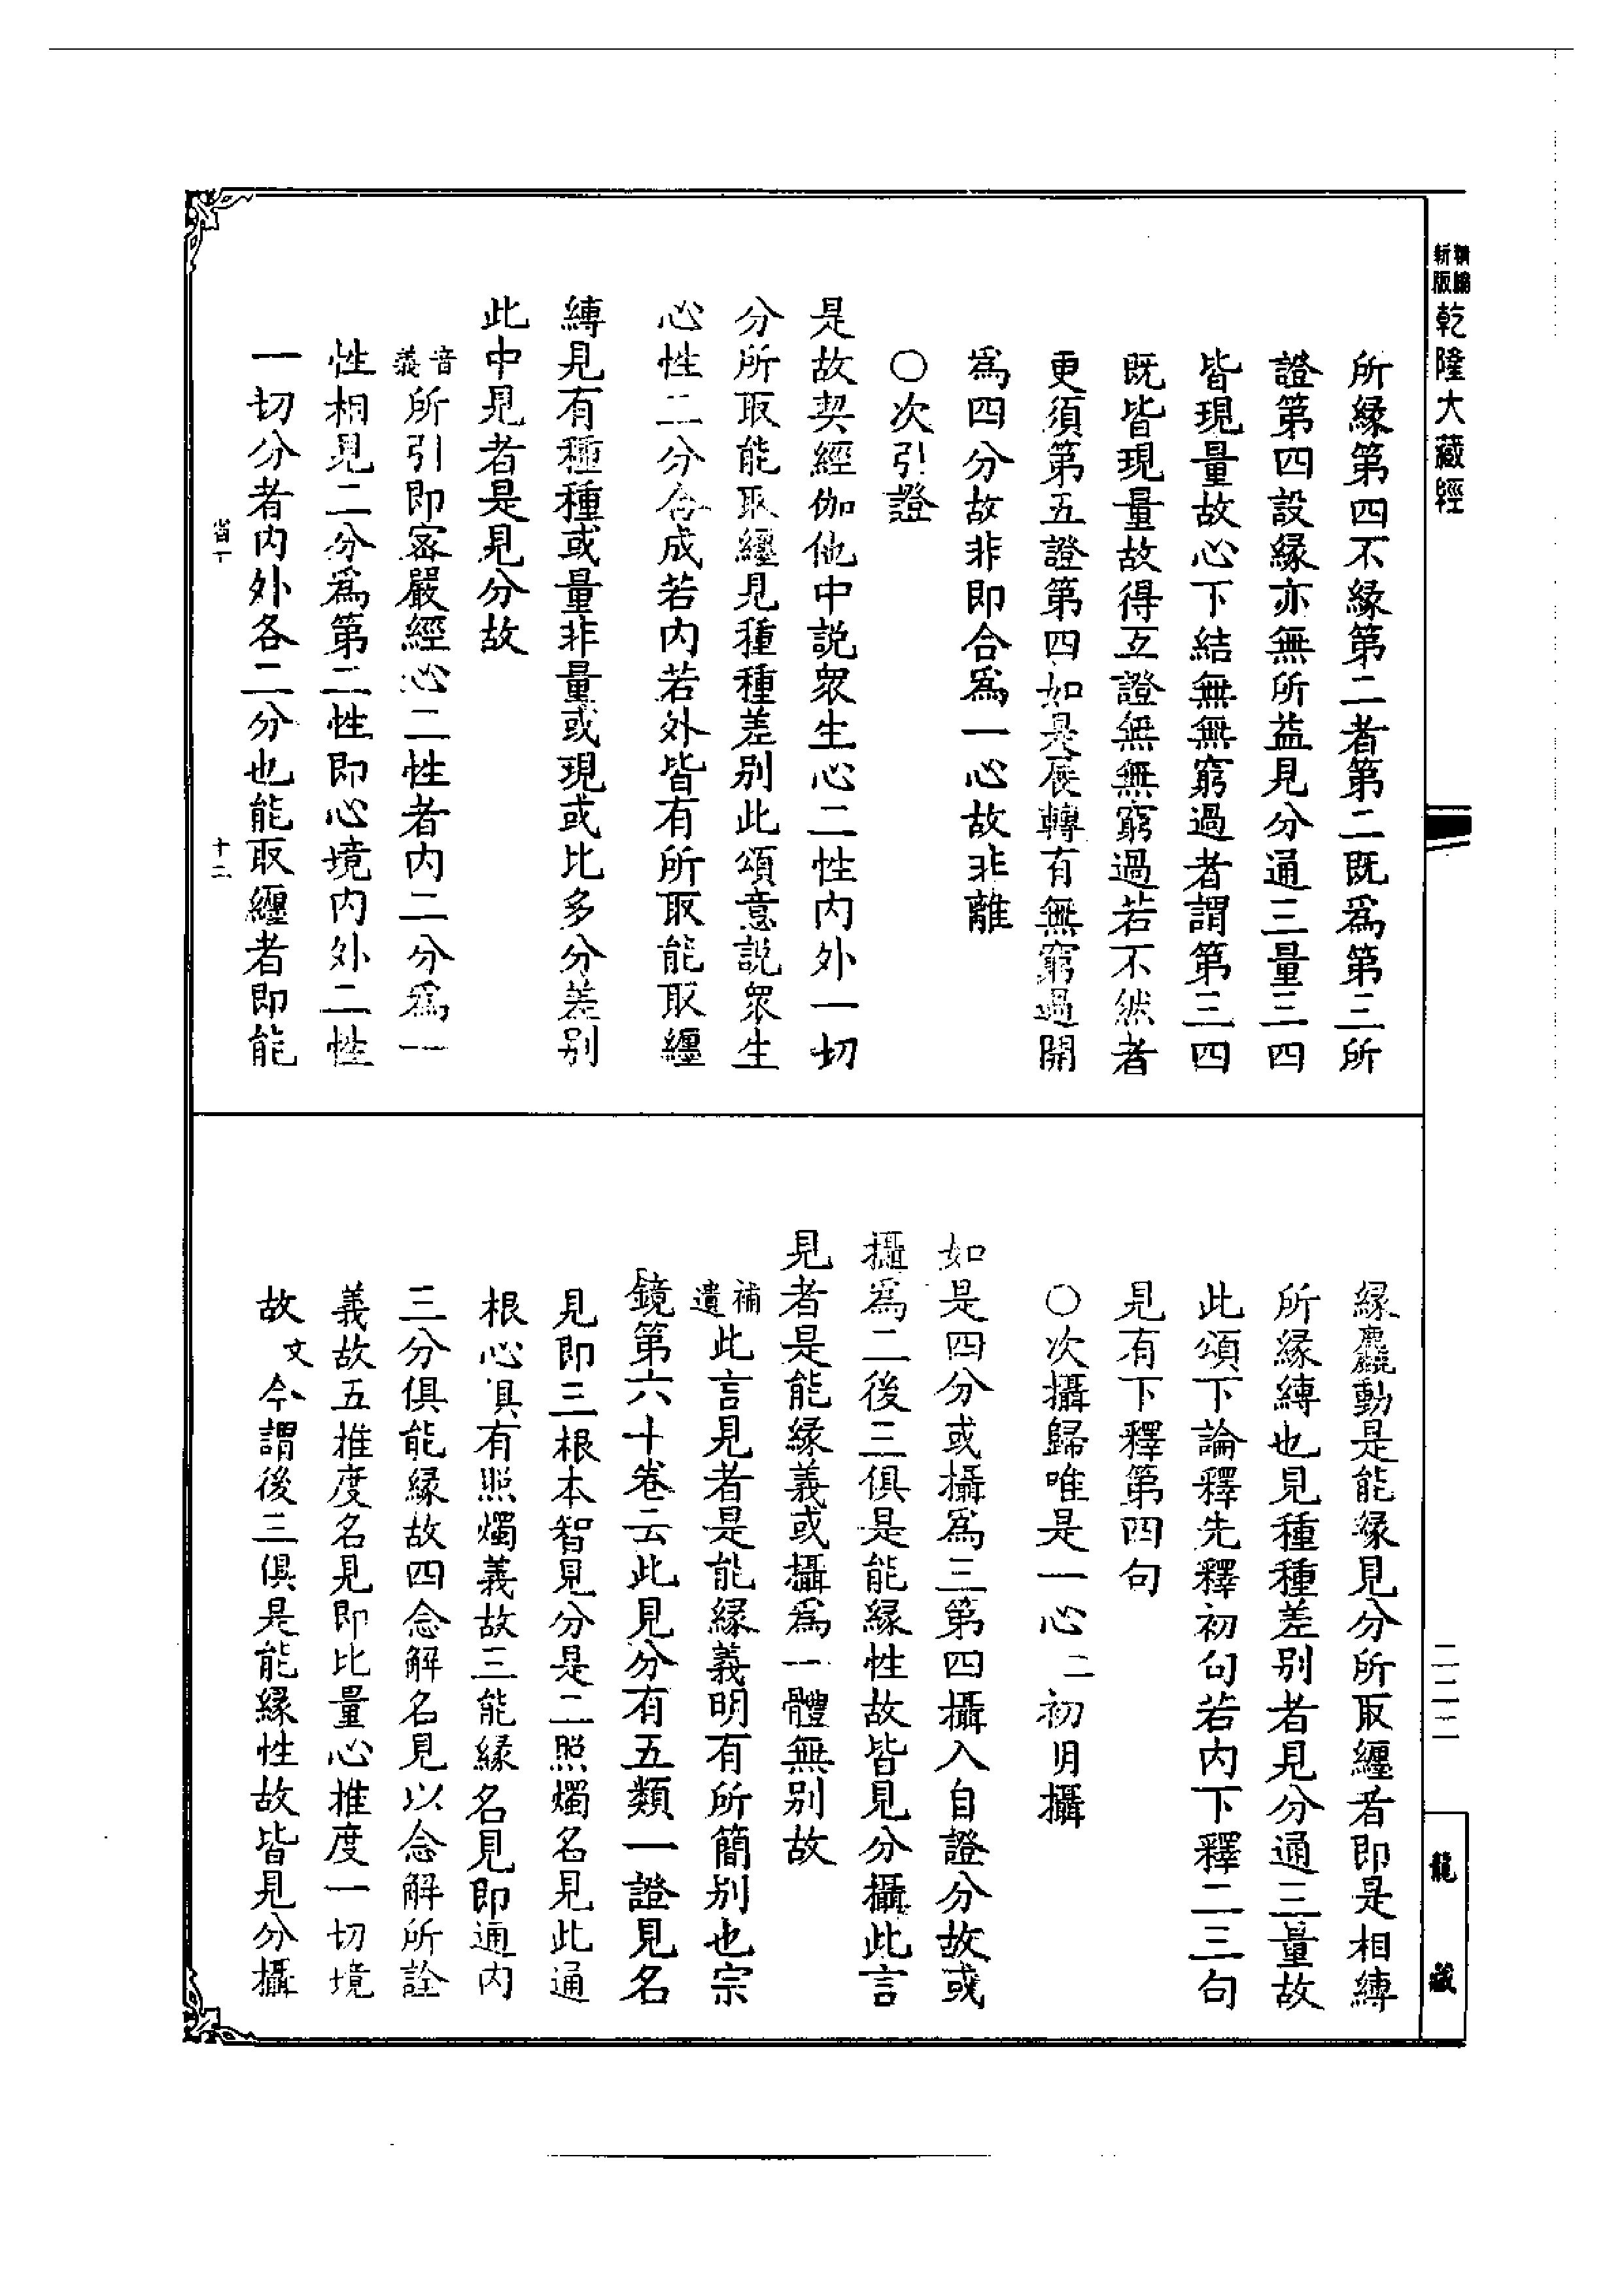 精編
新版
乾隆大藏經
所緣第四不緣第二者第二既爲第三所
證第四設緣亦無所益見分通三量三四
皆現量故心下結無無窮過者謂第三四
既皆現量故得互證無無窮過若不然者
更須第五證第四如是展轉有無窮過開
爲四分故非即合爲一心故非離
○次引證
是故契經伽他中説衆生心二性内外一切
分所取能取纏見種種差别此頌意説衆生
心性二分合成若内若外皆有所取能取纏
縛見有種種或量非量或現或比多分差别
此中見者是見分故
音義所引即密嚴經心二性者内二分爲一
性相見二分爲第二性即心境内外二性
一切分者内外各二分也能取纏者即能
十二
二二二
緣麤動是能緣見分所取纏者即是相縛
所緣縛也見種種差别者見分通三量故
此頌下論釋先釋初句若内下釋二三句
見有下釋第四句
○次攝歸唯是一心二初明攝
如是四分或攝爲三第四攝入自證分故或
攝爲二後三俱是能緣性故皆見分攝此言
見者是能緣義或攝爲一體無别故
補遺此言見者是能緣義明有所簡别也宗
鏡第六十卷云此見分有五類一證見名
見即三根本智見分是二照燭名見此通
根心俱有照燭義故三能緣名見即通内
三分俱能緣故四念解名見以念解所詮
義故五推度名見即比量心推度一切境
故文今謂後三俱是能緣性故皆見分攝
龍藏